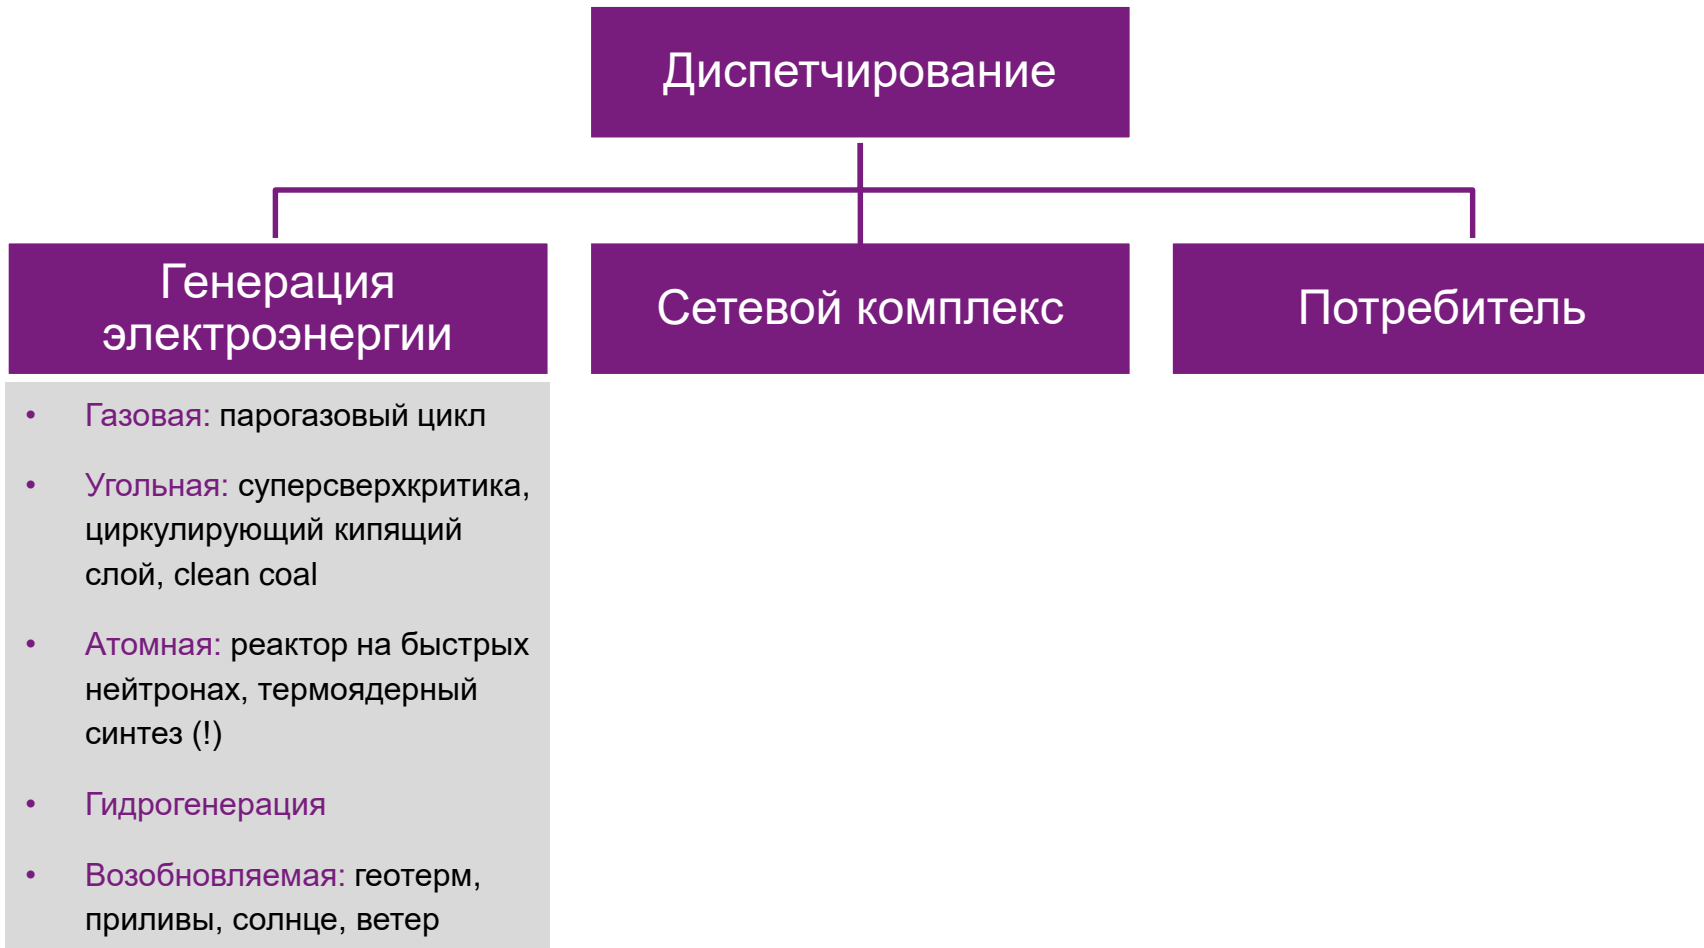 Диспетчирование
Генерация
электроэнергии
Сетевой комплекс
Потребитель
• Газовая: парогазовый цикл
• Угольная: суперсверхкритика,
циркулирующий кипящий
слой, clean coal
• Атомная: реактор на быстрых
нейтронах, термоядерный
синтез (!)
• Гидрогенерация
• Возобновляемая: геотерм,
приливы, солнце, ветер